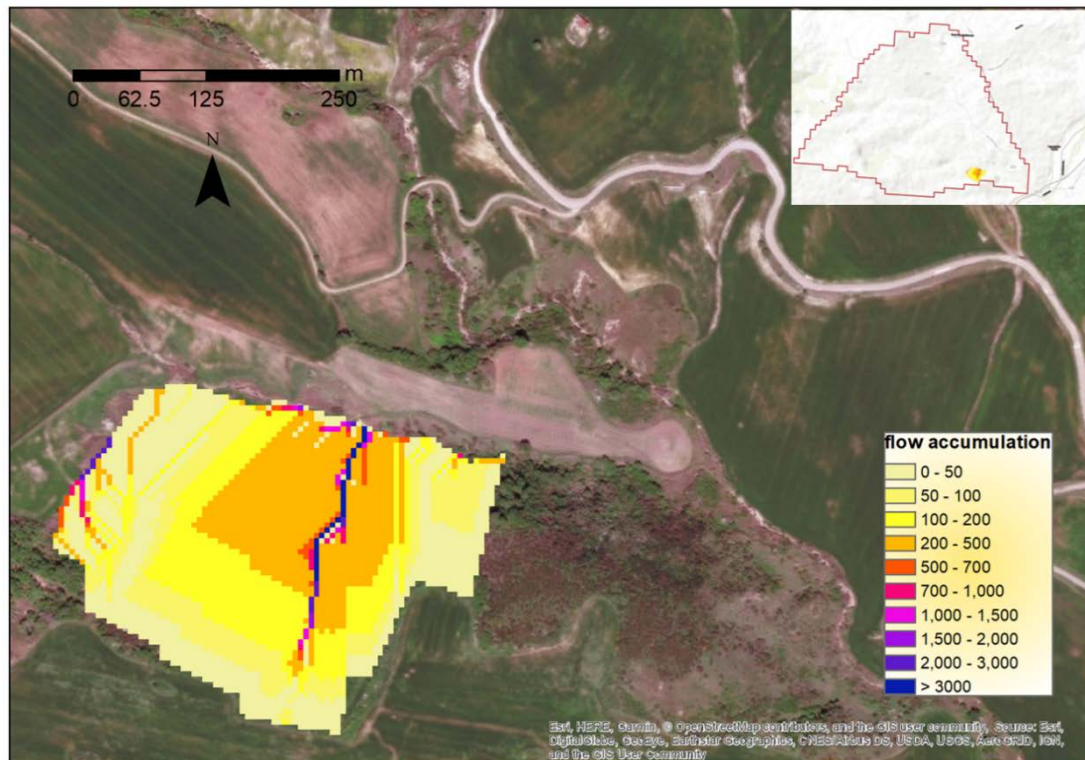 m
0 62.5 125 250
N
flow accumulation
0 - 50
50 - 100
100 - 200
200 - 500
500 - 700
700 - 1,000
1,000 - 1,500
1,500 - 2,000
2,000 - 3,000
> 3000
Esri, HERE, Garmin, © OpenStreetMap contributors, and the GIS user community, Source: Esri,
DigitalGlobe, GeoEye, Earthstar Geographics, CNES/Airbus DS, USDA, USGS, AeroGRID, IGN,
and the GIS User Community